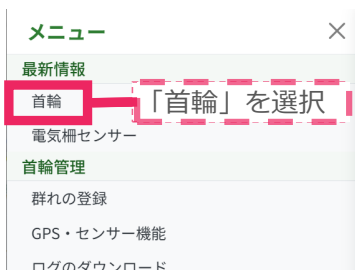 メニュー
最新情報
首輪
「首輪」を選択
電気柵センサー
首輪管理
群れの登録
GPS・センサー機能
ログのダウンロード